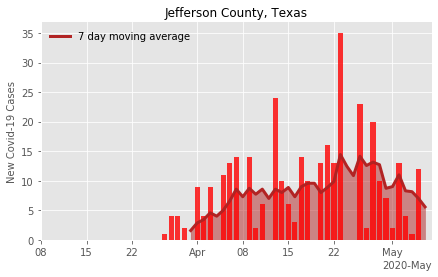 Jefferson County, Texas
7 day moving average
New Covid-19 Cases
35
30
25
20
15
10
5
0
08 15 22 Apr 08 15 22 May
2020-May